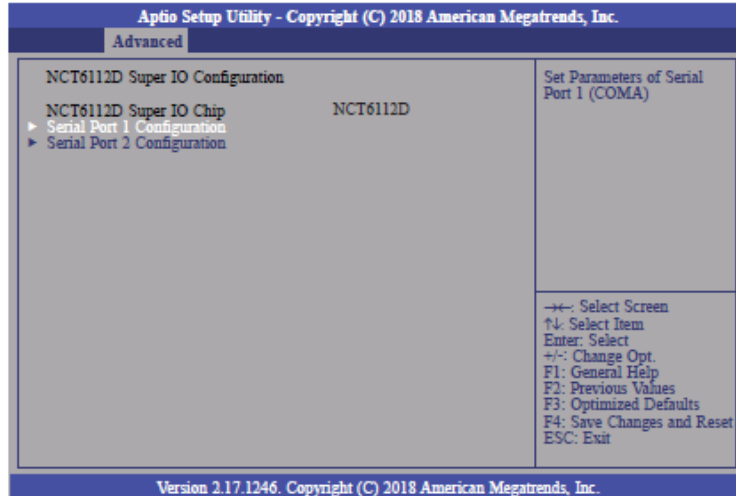 Aptio Setup Utility - Copyright (C) 2018 American Megatrends, Inc.
Advanced
NCT6112D Super IO Configuration
NCT6112D Super IO Chip NCT6112D
► Serial Port 1 Configuration
► Serial Port 2 Configuration
Set Parameters of Serial
Port 1 (COMA)
→←: Select Screen
↑↓: Select Item
Enter: Select
+/-: Change Opt.
F1: General Help
F2: Previous Values
F3: Optimized Defaults
F4: Save Changes and Reset
ESC: Exit
Version 2.17.1246. Copyright (C) 2018 American Megatrends, Inc.